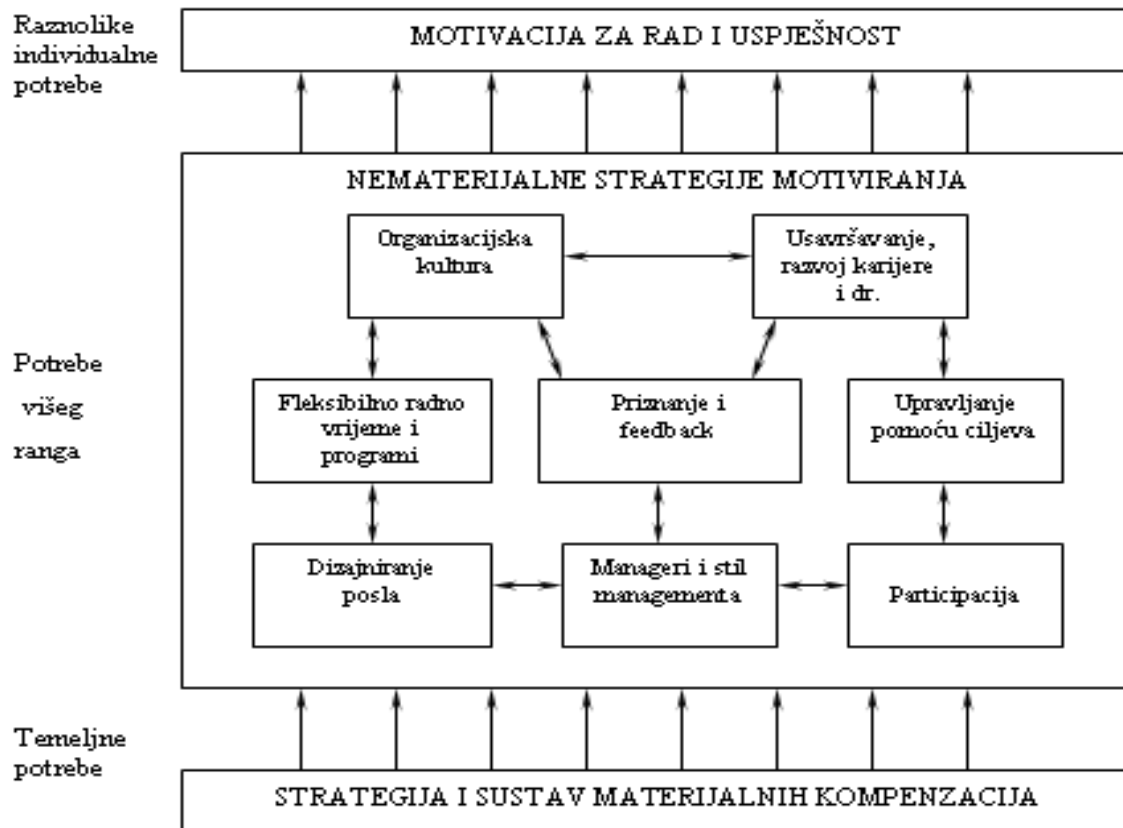 Raznolike
individualne
potrebe
MOTIVACIJA ZA RAD I USPJEŠNOST
NEMATERIJALNE STRATEGIJE MOTIVIRANJA
Organizacijska
kultura
Usavršavanje,
razvoj karijere
i dr.
Potrebe
višeg
ranga
Fleksibilno radno
vrijeme i
programi
Priznanje i
feedback
Upravljanje
pomoću ciljeva
Dizajniranje
posla
Manageri i stil
managementa
Participacija
Temeljne
potrebe
STRATEGIJA I SUSTAV MATERIJALNIH KOMPENZACIJA